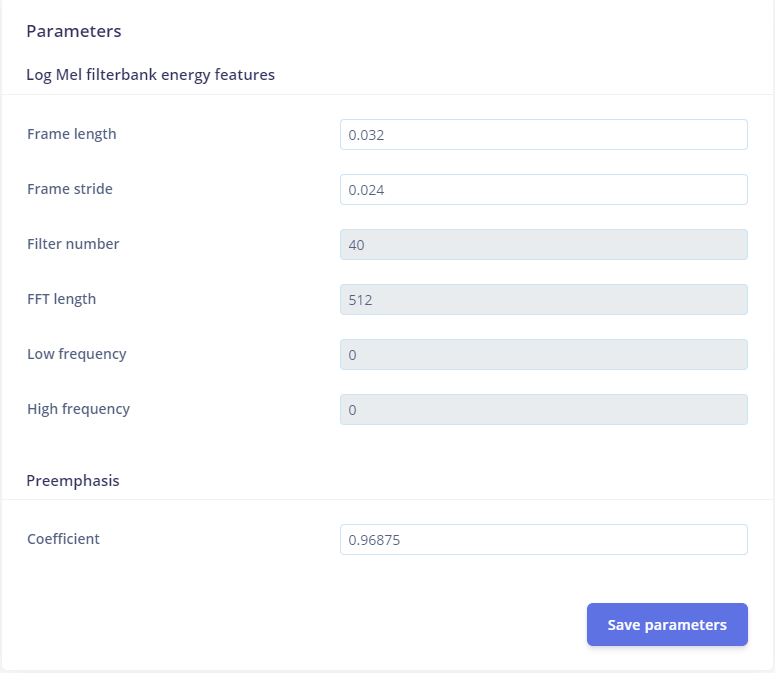 Parameters
Log Mel filterbank energy features
Frame length 0.032
Frame stride 0.024
Filter number 40
FFT length 512
Low frequency 0
High frequency 0
Preemphasis
Coefficient 0.96875
Save parameters